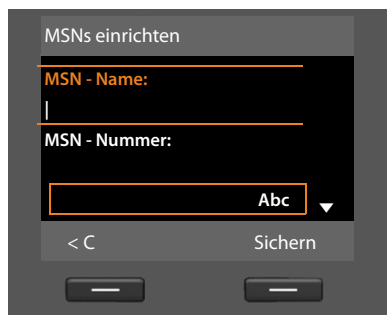 MSNs einrichten
MSN - Name:
MSN - Nummer:
Abc
< C Sichern